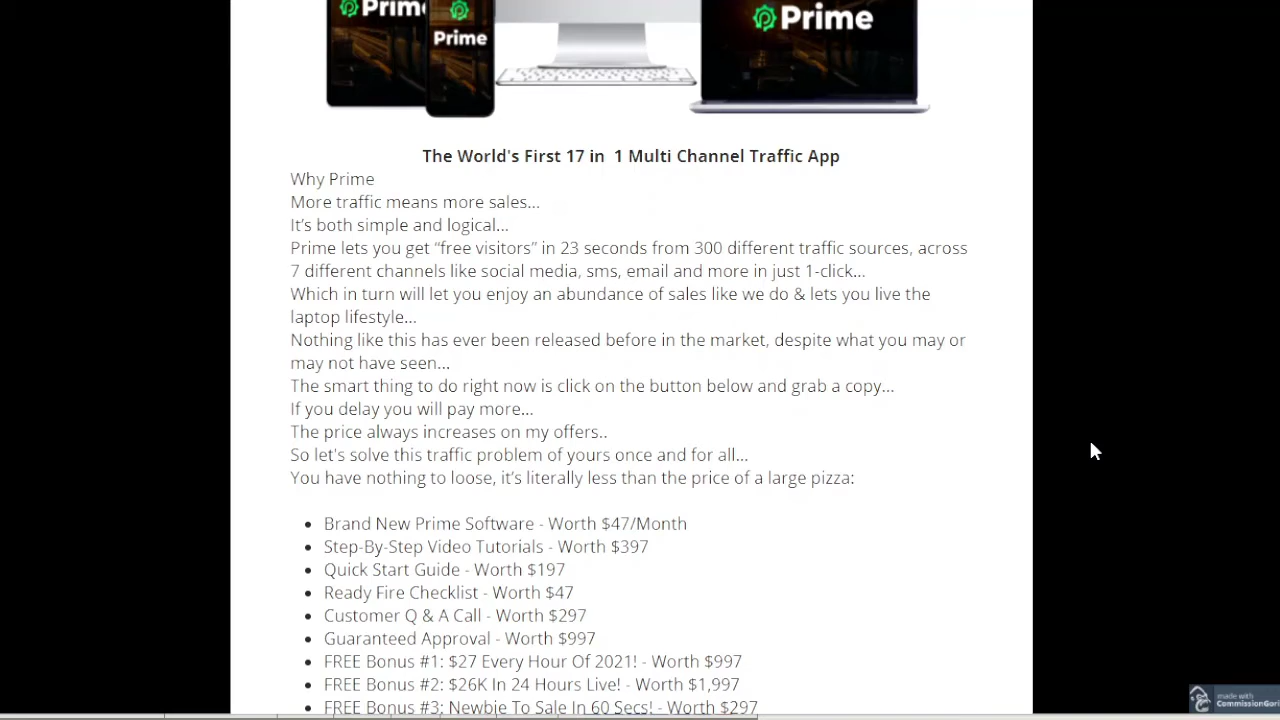 Prime
Prime
Prime
The World's First 17 in 1 Multi Channel Traffic App
Why Prime
More traffic means more sales...
It's both simple and logical...
Prime lets you get “free visitors” in 23 seconds from 300 different traffic sources, across
7 different channels like social media, sms, email and more in just 1-click...
Which in turn will let you enjoy an abundance of sales like we do & lets you live the
laptop lifestyle...
Nothing like this has ever been released before in the market, despite what you may or
may not have seen...
The smart thing to do right now is click on the button below and grab a copy...
If you delay you will pay more...
The price always increases on my offers..
So let's solve this traffic problem of yours once and for all...
You have nothing to loose, it's literally less than the price of a large pizza:
Brand New Prime Software - Worth $47/Month
Step-By-Step Video Tutorials - Worth $397
Quick Start Guide - Worth $197
Ready Fire Checklist - Worth $47
Customer Q & A Call - Worth $297
Guaranteed Approval - Worth $997
FREE Bonus #1: $27 Every Hour Of 2021! - Worth $997
FREE Bonus #2: $26K In 24 Hours Live! - Worth $1,997
FREE Bonus #3: Newbie To Sale In 60 Secs! - Worth $297
made with